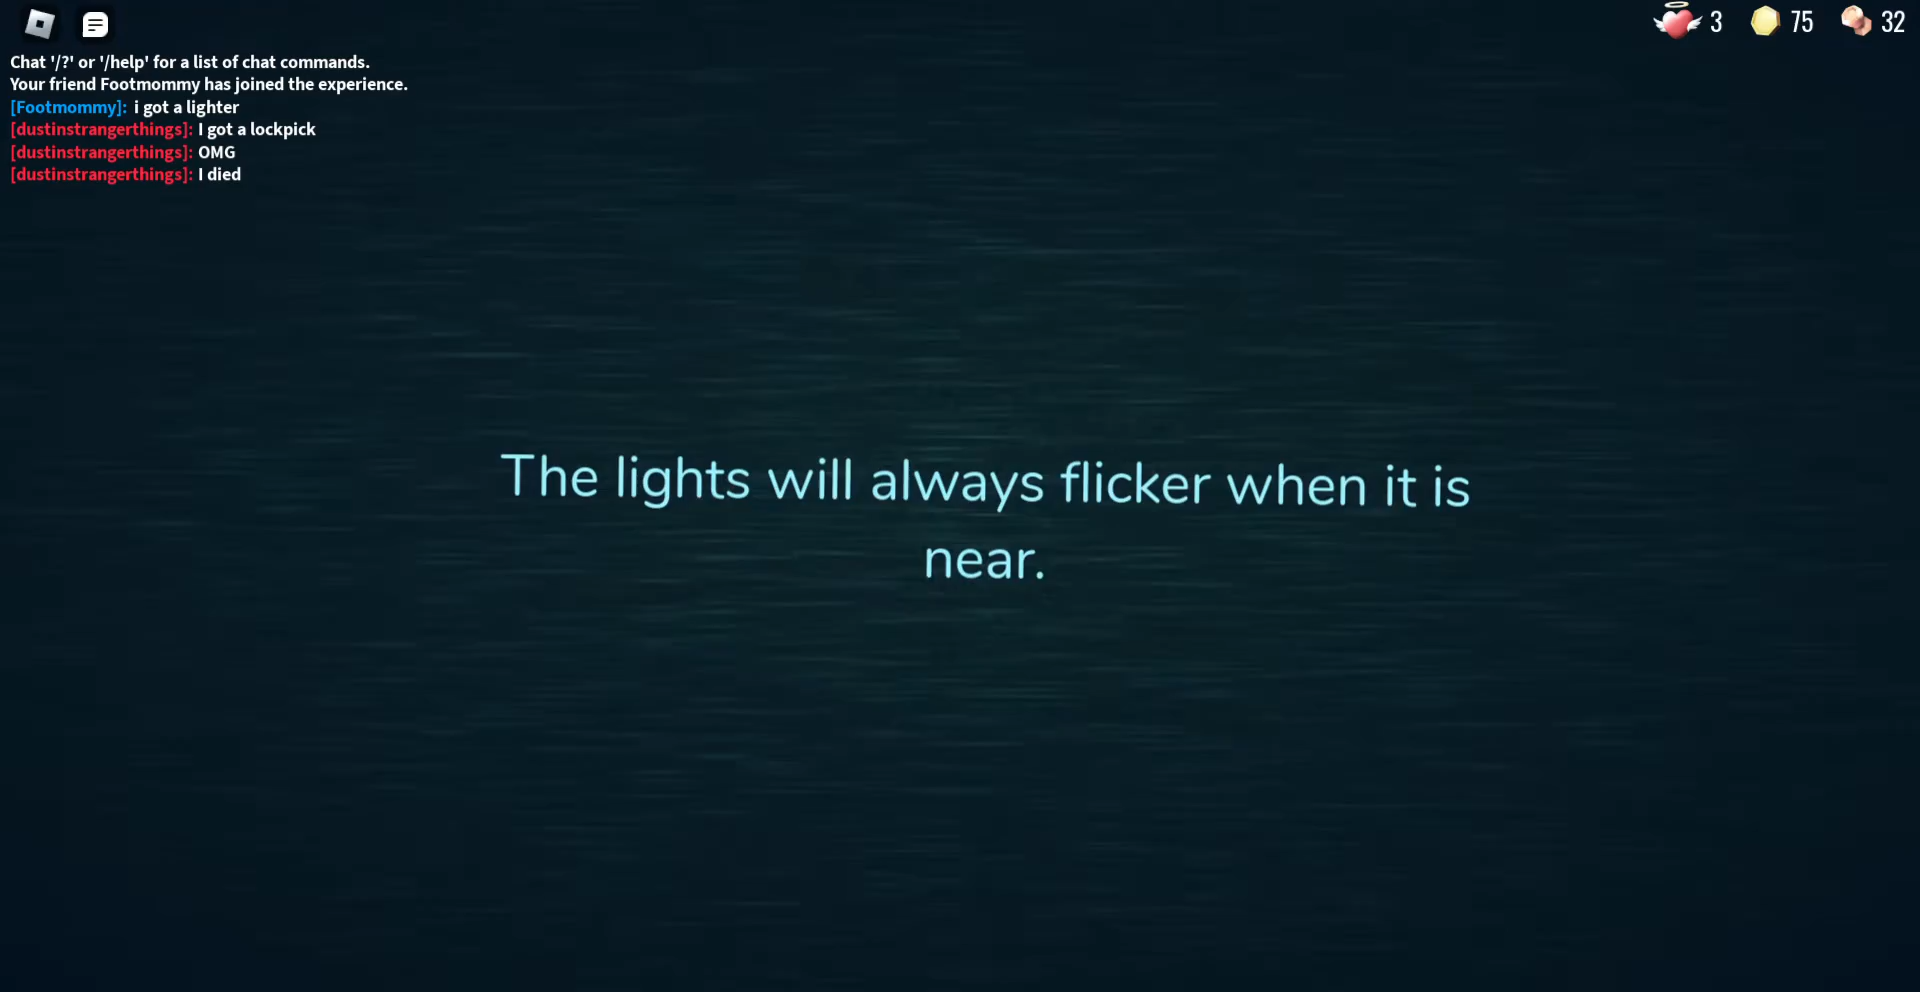 3 75 32
Chat '/?' or '/help' for a list of chat commands.
Your friend Footmommy has joined the experience.
[Footmommy]: i got a lighter
[dustinstrangerthings]: I got a lockpick
[dustinstrangerthings]: OMG
[dustinstrangerthings]: I died
The lights will always flicker when it is
near.